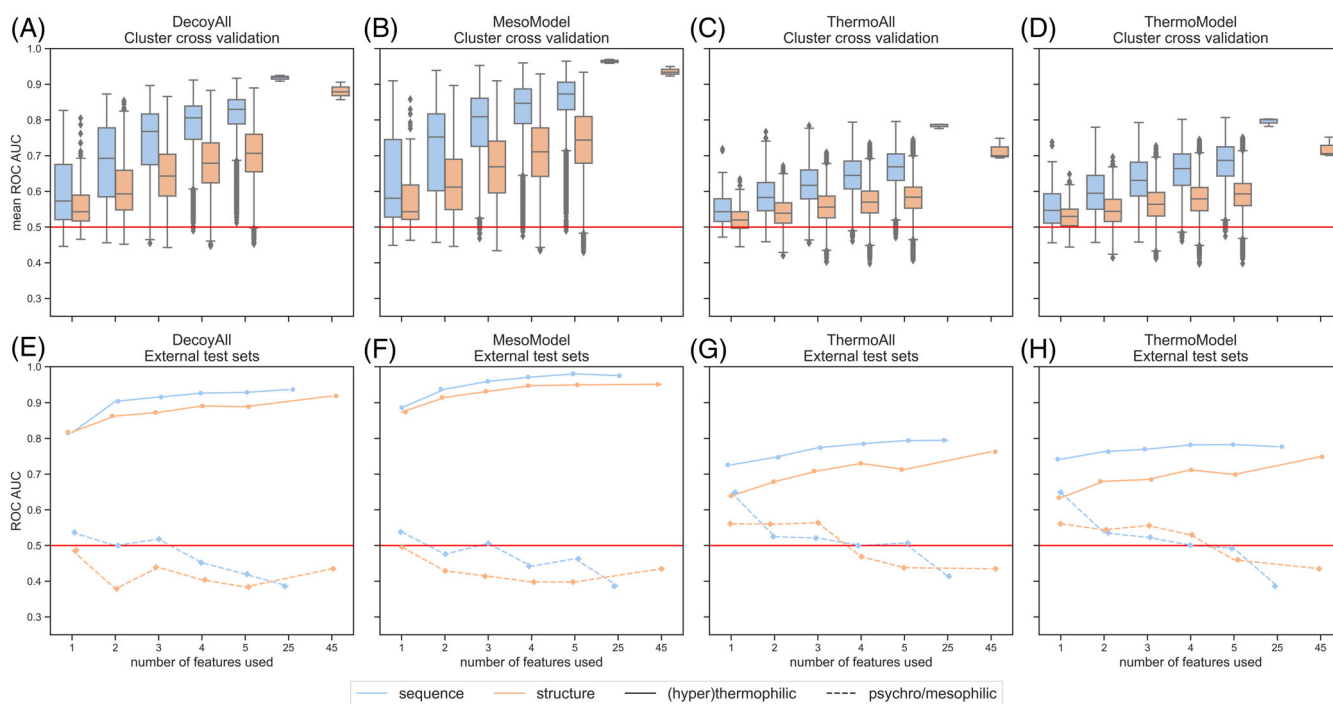 (A) DecoyAll
Cluster cross validation
(B) MesoModel
Cluster cross validation
(C) ThermoAll
Cluster cross validation
(D) ThermoModel
Cluster cross validation
mean ROC AUC
1.0
0.9
0.8
0.7
0.6
0.5
0.4
0.3
(E) DecoyAll
External test sets
(F) MesoModel
External test sets
(G) ThermoAll
External test sets
(H) ThermoModel
External test sets
ROC AUC
1.0
0.9
0.8
0.7
0.6
0.5
0.4
0.3
1 2 3 4 5 25 45
number of features used
1 2 3 4 5 25 45
number of features used
1 2 3 4 5 25 45
number of features used
1 2 3 4 5 25 45
number of features used
sequence structure (hyper)thermophilic psychro/mesophilic